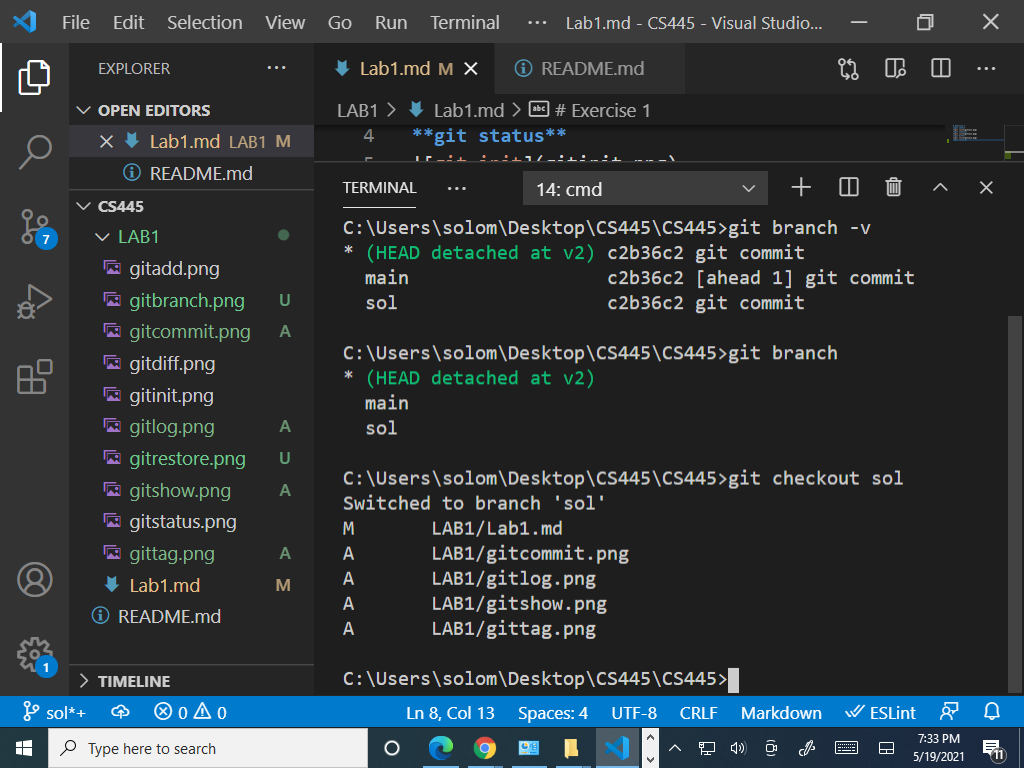 File Edit Selection View Go Run Terminal ··· Lab1.md - CS445 - Visual Studio...
EXPLORER ···
Lab1.md M
README.md
OPEN EDITORS
Lab1.md LAB1 M
README.md
LAB1 > Lab1.md > abc # Exercise 1
4 **git status**
5 ![git init](gitinit.png)
TERMINAL ··· 14: cmd
CS445
LAB1
gitadd.png
gitbranch.png U
gitcommit.png A
gitdiff.png
gitinit.png
gitlog.png A
gitrestore.png U
gitshow.png A
gitstatus.png
gittag.png A
Lab1.md M
README.md
TIMELINE
7
1
C:\Users\solom\Desktop\CS445\CS445>git branch -v
* (HEAD detached at v2) c2b36c2 git commit
main c2b36c2 [ahead 1] git commit
sol c2b36c2 git commit
C:\Users\solom\Desktop\CS445\CS445>git branch
* (HEAD detached at v2)
main
sol
C:\Users\solom\Desktop\CS445\CS445>git checkout sol
Switched to branch 'sol'
M LAB1/Lab1.md
A LAB1/gitcommit.png
A LAB1/gitlog.png
A LAB1/gitshow.png
A LAB1/gittag.png
C:\Users\solom\Desktop\CS445\CS445>
sol*+ 0 0 Ln 8, Col 13 Spaces: 4 UTF-8 CRLF Markdown ESLint
Type here to search
7:33 PM
5/19/2021
11